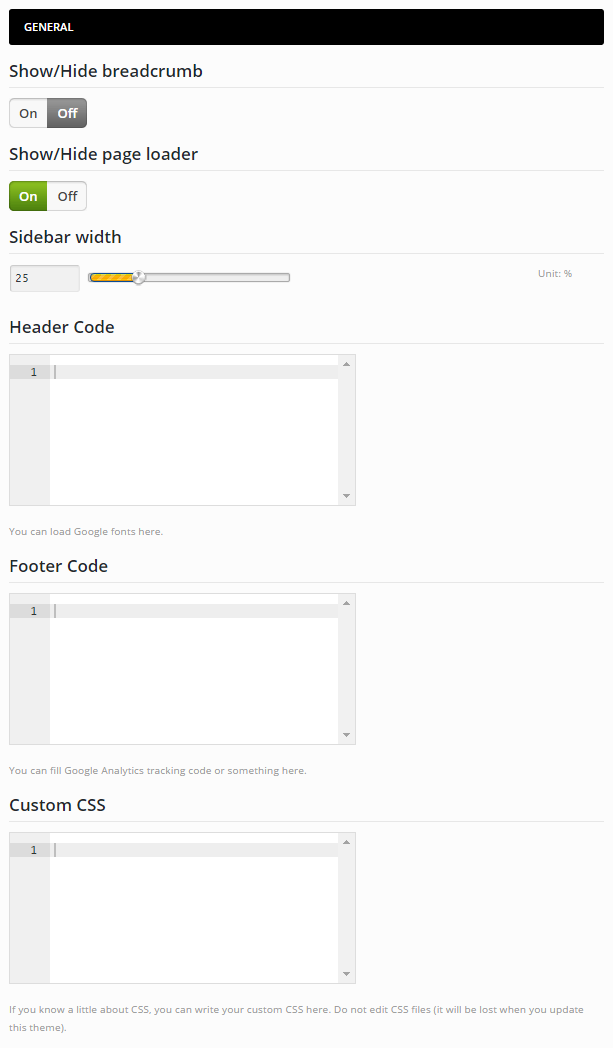 GENERAL
Show/Hide breadcrumb
On Off
Show/Hide page loader
On Off
Sidebar width
25
Unit: %
Header Code
1
You can load Google fonts here.
Footer Code
1
You can fill Google Analytics tracking code or something here.
Custom CSS
1
If you know a little about CSS, you can write your custom CSS here. Do not edit CSS files (it will be lost when you update
this theme).